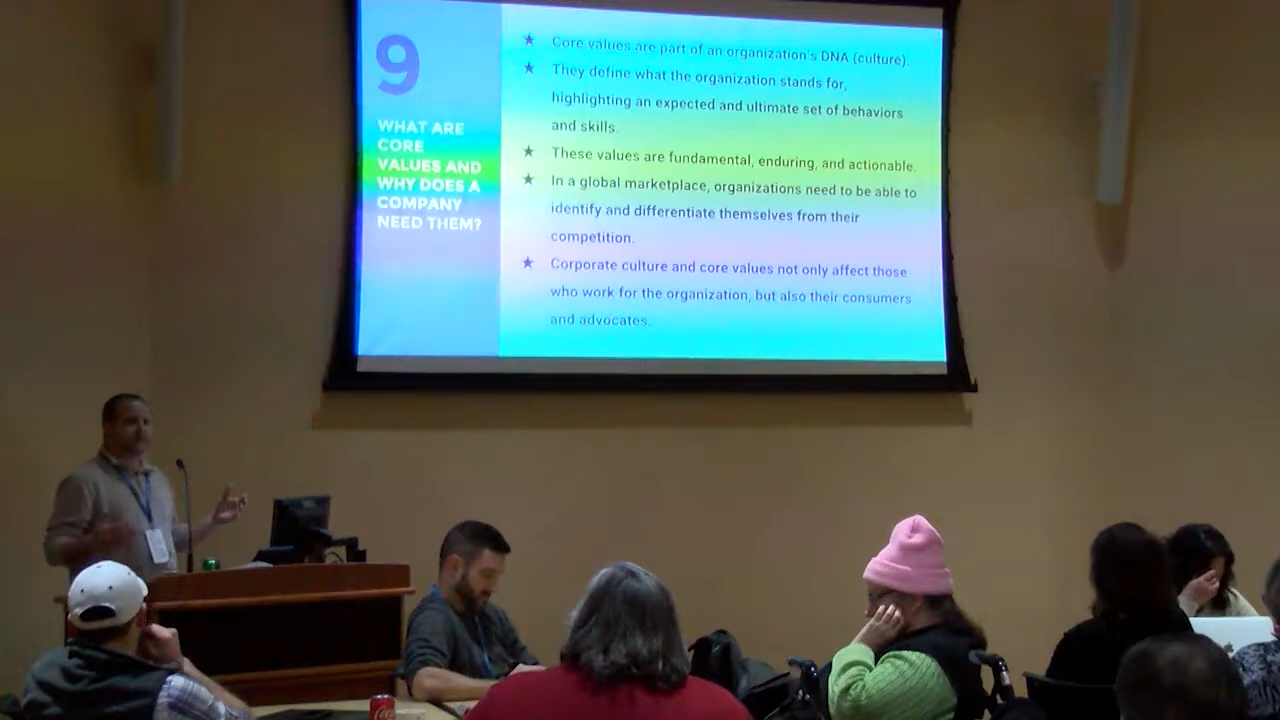 9
WHAT ARE
CORE
VALUES AND
WHY DOES A
COMPANY
NEED THEM?
★ Core values are part of an organization's DNA (culture).
★ They define what the organization stands for,
highlighting an expected and ultimate set of behaviors
and skills.
★ These values are fundamental, enduring, and actionable.
★ In a global marketplace, organizations need to be able to
identify and differentiate themselves from their
competition.
★ Corporate culture and core values not only affect those
who work for the organization, but also their consumers
and advocates.